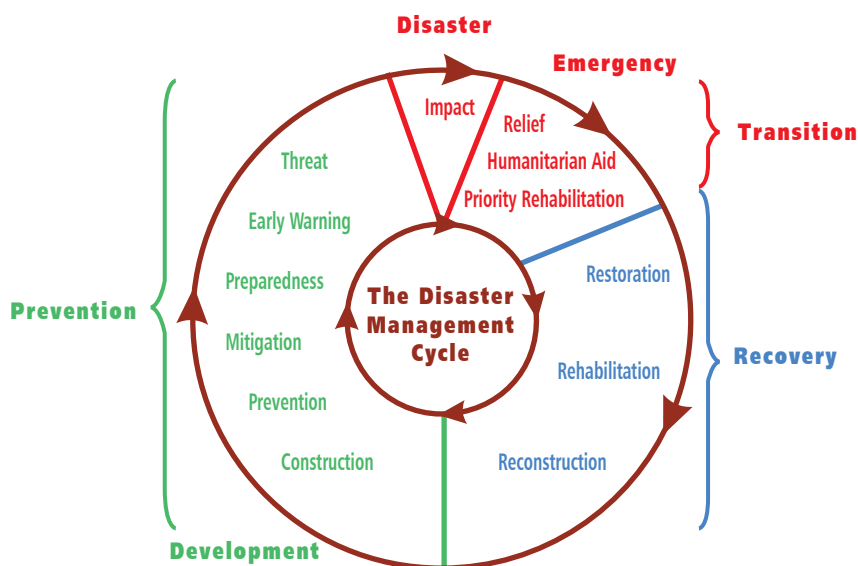 Disaster
Emergency
Impact
Relief
Humanitarian Aid
Priority Rehabilitation
Transition
Threat
Early Warning
Preparedness
Mitigation
Prevention
Construction
Prevention
Development
The Disaster
Management
Cycle
Restoration
Rehabilitation
Reconstruction
Recovery